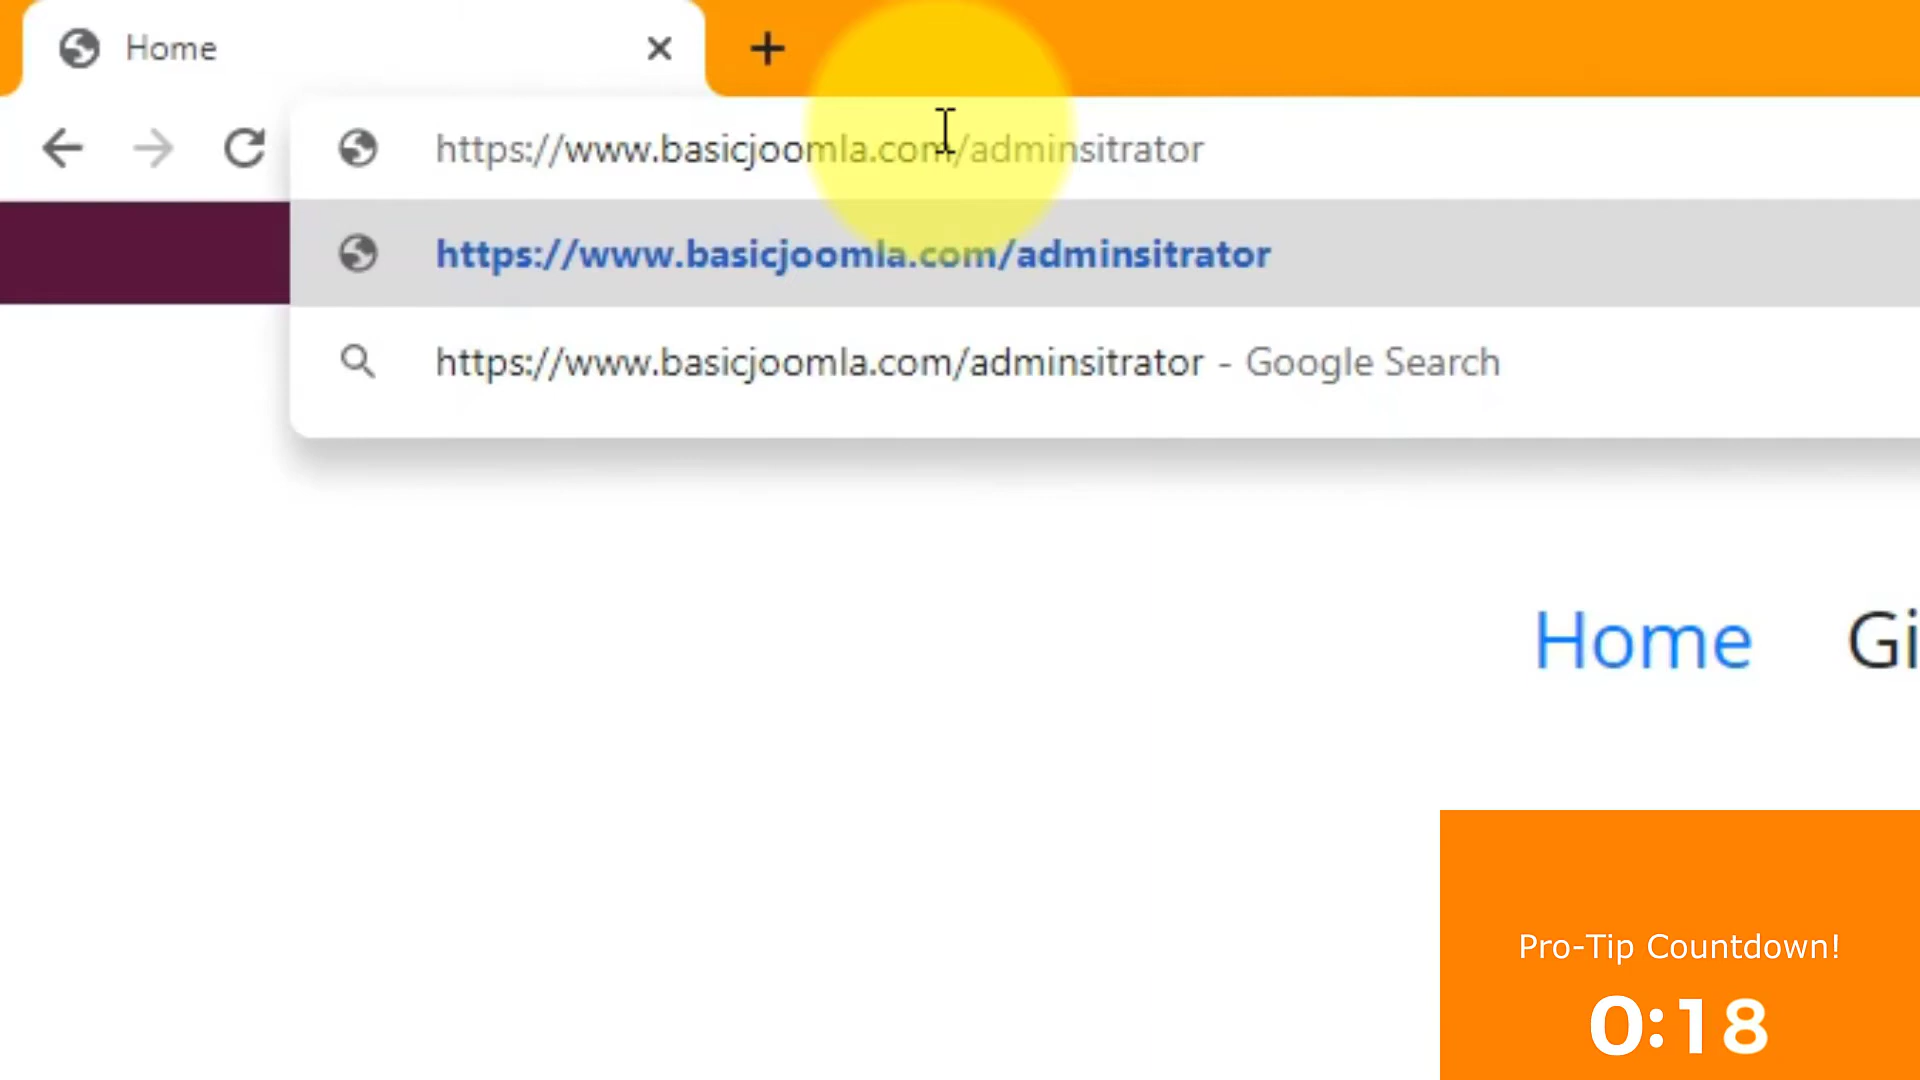 Home
https://www.basicjoomla.com/adminsitrator
https://www.basicjoomla.com/adminsitrator
https://www.basicjoomla.com/adminsitrator - Google Search
Home Gi
Pro-Tip Countdown!
0:18